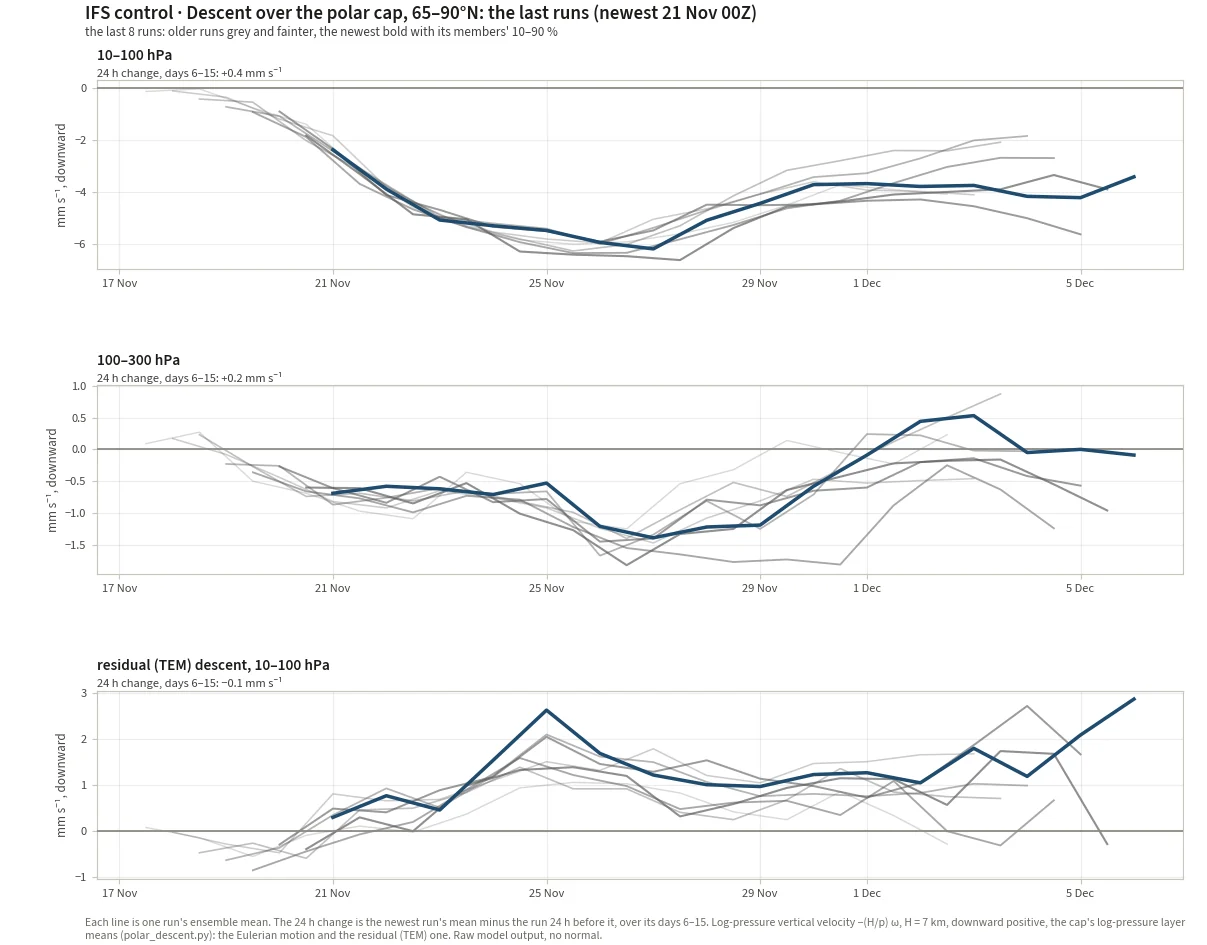 IFS control · Descent over the polar cap, 65–90°N: the last runs (newest 21 Nov 00Z)
the last 8 runs: older runs grey and fainter, the newest bold with its members' 10–90 %
10–100 hPa
24 h change, days 6–15: +0.4 mm s⁻¹
mm s⁻¹, downward
0
−2
−4
−6
17 Nov 21 Nov 25 Nov 29 Nov 1 Dec 5 Dec
100–300 hPa
24 h change, days 6–15: +0.2 mm s⁻¹
mm s⁻¹, downward
1.0
0.5
0.0
−0.5
−1.0
−1.5
17 Nov 21 Nov 25 Nov 29 Nov 1 Dec 5 Dec
residual (TEM) descent, 10–100 hPa
24 h change, days 6–15: −0.1 mm s⁻¹
mm s⁻¹, downward
3
2
1
0
−1
17 Nov 21 Nov 25 Nov 29 Nov 1 Dec 5 Dec
Each line is one run's ensemble mean. The 24 h change is the newest run's mean minus the run 24 h before it, over its days 6–15. Log-pressure vertical velocity −(H/p) ω, H = 7 km, downward positive, the cap's log-pressure layer
means (polar_descent.py): the Eulerian motion and the residual (TEM) one. Raw model output, no normal.